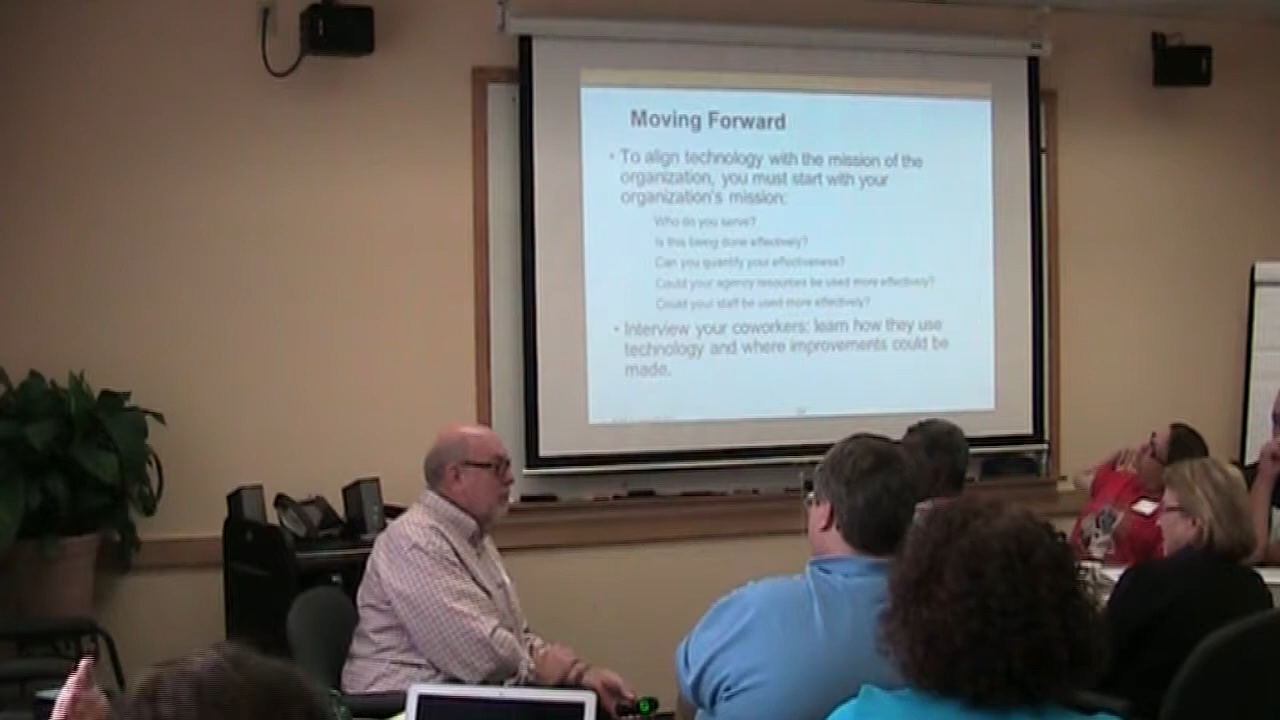 Moving Forward
• To align technology with the mission of the
organization, you must start with your
organization's mission:
Who do you serve?
Is this being done effectively?
Can you quantify your effectiveness?
Could your agency resources be used more effectively?
Could your staff be used more effectively?
• Interview your coworkers: learn how they use
technology and where improvements could be
made.